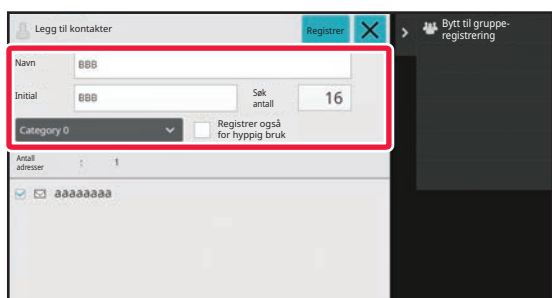 Legg til kontakter
Registrer
Bytt til gruppe-
registrering
Navn
BBB
Initial
BBB
Søk
antall
16
Category 0
Registrer også
for hyppig bruk
Antall
adresser
:
1
aaaaaaaa